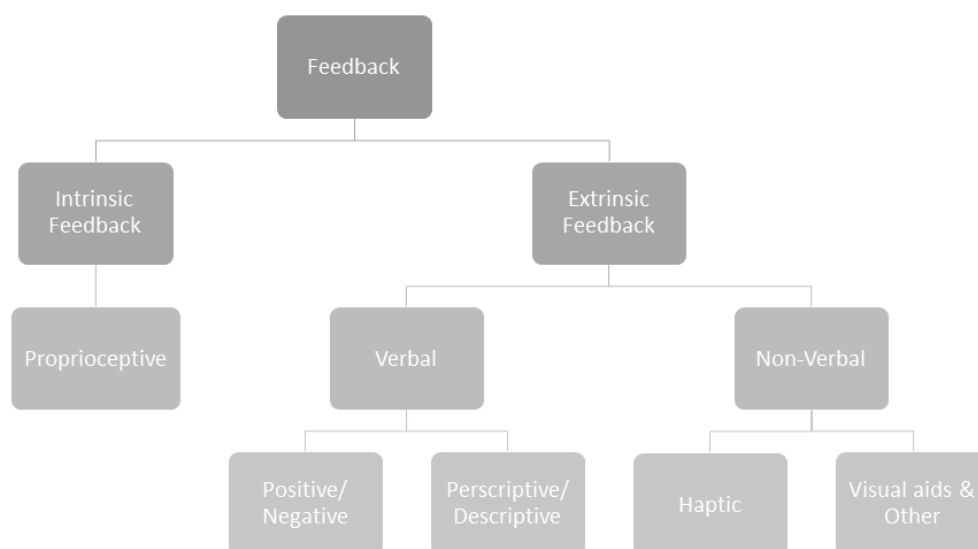 Feedback
Intrinsic
Feedback
Extrinsic
Feedback
Proprioceptive
Verbal
Non-Verbal
Positive/
Negative
Perscriptive/
Descriptive
Haptic
Visual aids &
Other